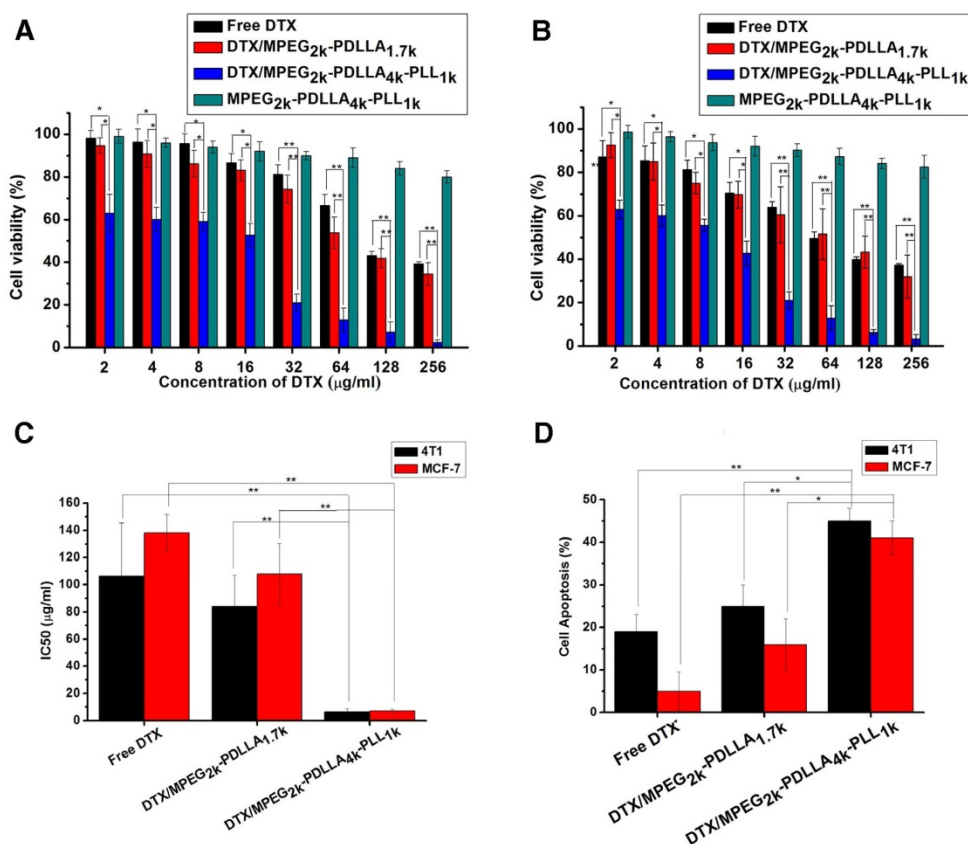 A
Free DTX
DTX/MPEG2k-PDLLA1.7k
DTX/MPEG2k-PDLLA4k-PLL1k
MPEG2k-PDLLA4k-PLL1k
Cell viability (%)
100
80
60
40
20
0
* * * * * * * * ** ** ** ** ** ** ** **
2 4 8 16 32 64 128 256
Concentration of DTX (μg/ml)
B
Free DTX
DTX/MPEG2k-PDLLA1.7k
DTX/MPEG2k-PDLLA4k-PLL1k
MPEG2k-PDLLA4k-PLL1k
Cell viability (%)
100
80
60
40
20
0
** * * * * * * * * ** ** ** ** ** ** ** **
2 4 8 16 32 64 128 256
Concentration of DTX (μg/ml)
C
4T1
MCF-7
IC50 (μg/ml)
160
140
120
100
80
60
40
20
0
**
**
**
**
Free DTX
DTX/MPEG2k-PDLLA1.7k
DTX/MPEG2k-PDLLA4k-PLL1k
D
4T1
MCF-7
Cell Apoptosis (%)
50
40
30
20
10
0
**
*
**
*
Free DTX
DTX/MPEG2k-PDLLA1.7k
DTX/MPEG2k-PDLLA4k-PLL1k